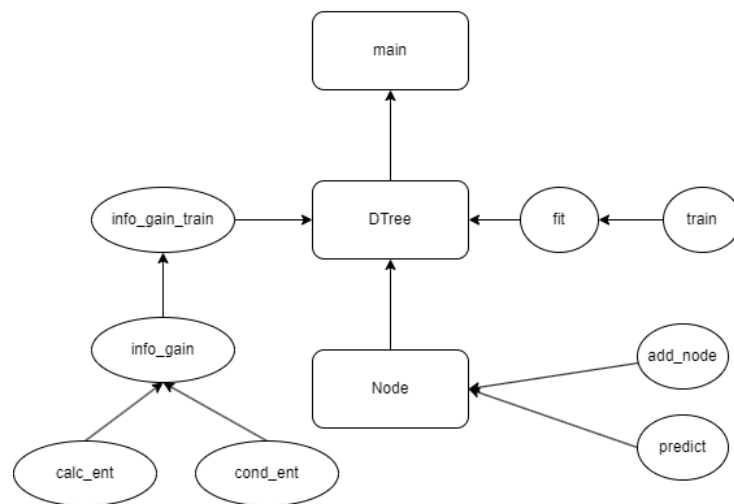 main
info_gain_train
DTree
fit
train
info_gain
Node
add_node
predict
calc_ent
cond_ent